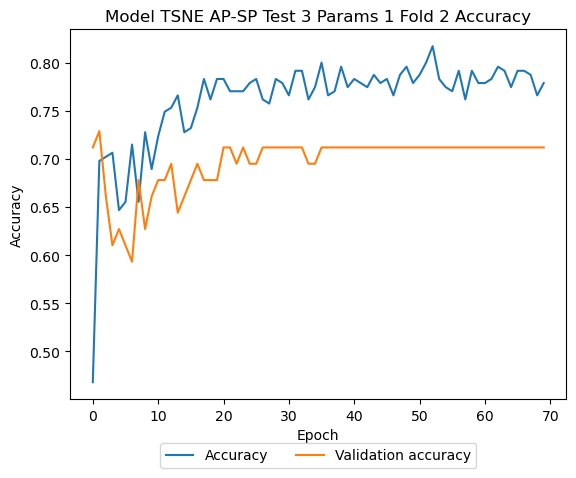 Model TSNE AP-SP Test 3 Params 1 Fold 2 Accuracy
0.80
0.75
0.70
0.65
0.60
0.55
0.50
Accuracy
0 10 20 30 40 50 60 70
Epoch
Accuracy Validation accuracy